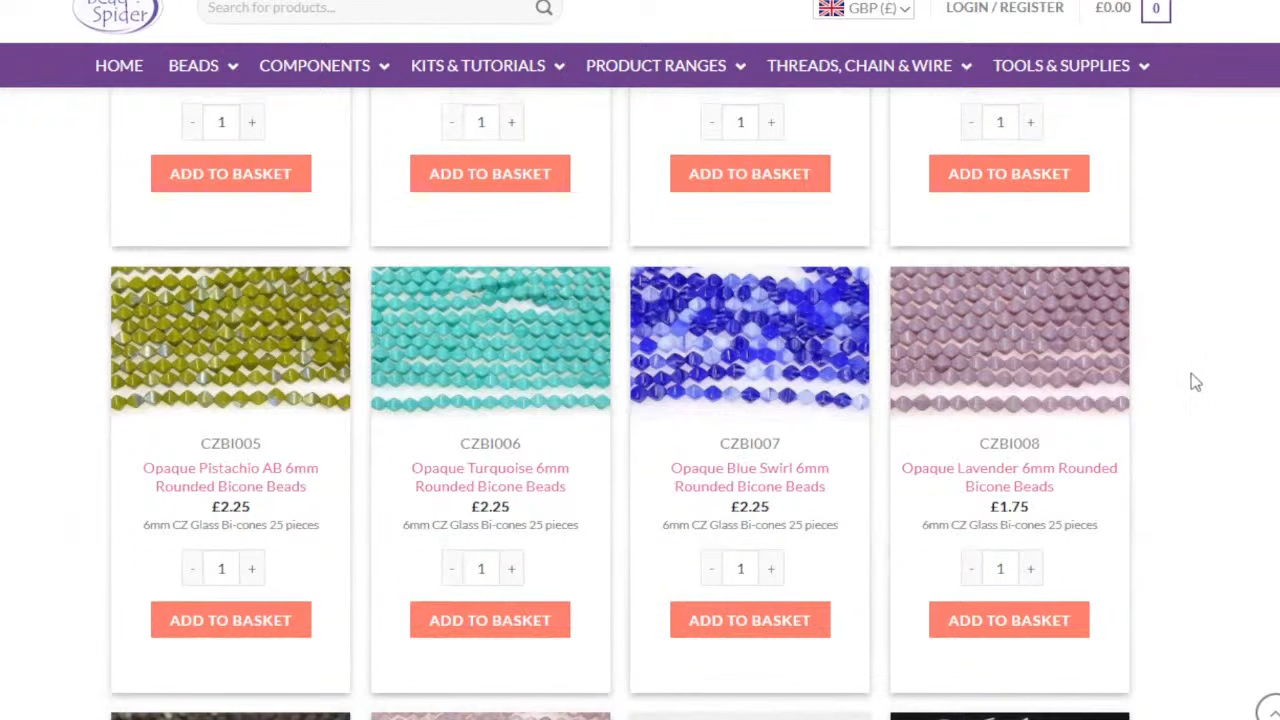 Bead
Spider
Search for products...
GBP (£)
LOGIN / REGISTER
£0.00
0
HOME
BEADS
COMPONENTS
KITS & TUTORIALS
PRODUCT RANGES
THREADS, CHAIN & WIRE
TOOLS & SUPPLIES
- 1 +
- 1 +
- 1 +
- 1 +
ADD TO BASKET
ADD TO BASKET
ADD TO BASKET
ADD TO BASKET
CZBI005
Opaque Pistachio AB 6mm
Rounded Bicone Beads
£2.25
6mm CZ Glass Bi-cones 25 pieces
- 1 +
ADD TO BASKET
CZBI006
Opaque Turquoise 6mm
Rounded Bicone Beads
£2.25
6mm CZ Glass Bi-cones 25 pieces
- 1 +
ADD TO BASKET
CZBI007
Opaque Blue Swirl 6mm
Rounded Bicone Beads
£2.25
6mm CZ Glass Bi-cones 25 pieces
- 1 +
ADD TO BASKET
CZBI008
Opaque Lavender 6mm Rounded
Bicone Beads
£1.75
6mm CZ Glass Bi-cones 25 pieces
- 1 +
ADD TO BASKET